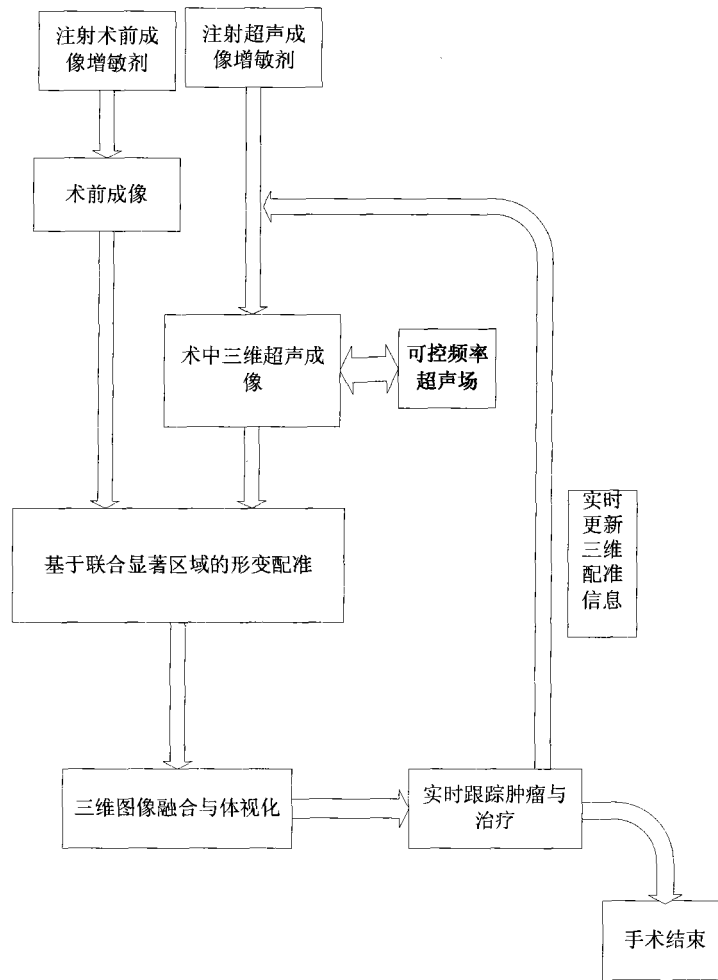 注射术前成
像增敏剂
注射超声成
像增敏剂
术前成像
术中三维超声成
像
可控频率
超声场
基于联合显著区域的形变配准
实时
更新
三维
配准
信息
三维图像融合与体视化
实时跟踪肿瘤与
治疗
手术结束